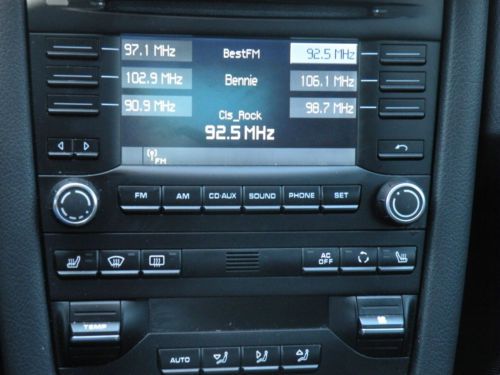 97.1 MHz BestFM 92.5 MHz
102.9 MHz Bennie 106.1 MHz
90.9 MHz Cls_Rock 98.7 MHz
92.5 MHz
FM
FM AM CD·AUX SOUND PHONE SET
AC OFF
TEMP
AUTO